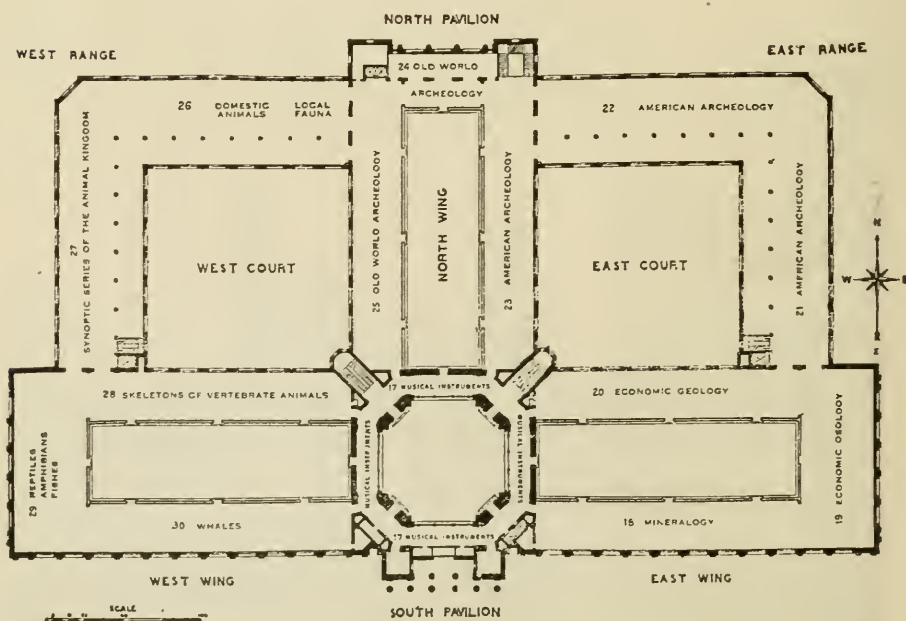 NORTH PAVILION
WEST RANGE
EAST RANGE
24 OLD WORLD
ARCHEOLOGY
26 DOMESTIC ANIMALS
LOCAL FAUNA
22 AMERICAN ARCHEOLOGY
27
SYNOPTIC SERIES OF THE ANIMAL KINGDOM
WEST COURT
25 OLD WORLD ARCHEOLOGY
NORTH WING
23 AMERICAN ARCHEOLOGY
EAST COURT
21 AMERICAN ARCHEOLOGY
N
W E
S
17 MUSICAL INSTRUMENTS
28 SKELETONS OF VERTEBRATE ANIMALS
20 ECONOMIC GEOLOGY
29 REPTILES
AMPHIBIANS
FISHES
MUSICAL INSTRUMENTS
MUSICAL INSTRUMENTS
19 ECONOMIC GEOLOGY
30 WHALES
17 MUSICAL INSTRUMENTS
18 MINERALOGY
WEST WING
EAST WING
SCALE
SOUTH PAVILION